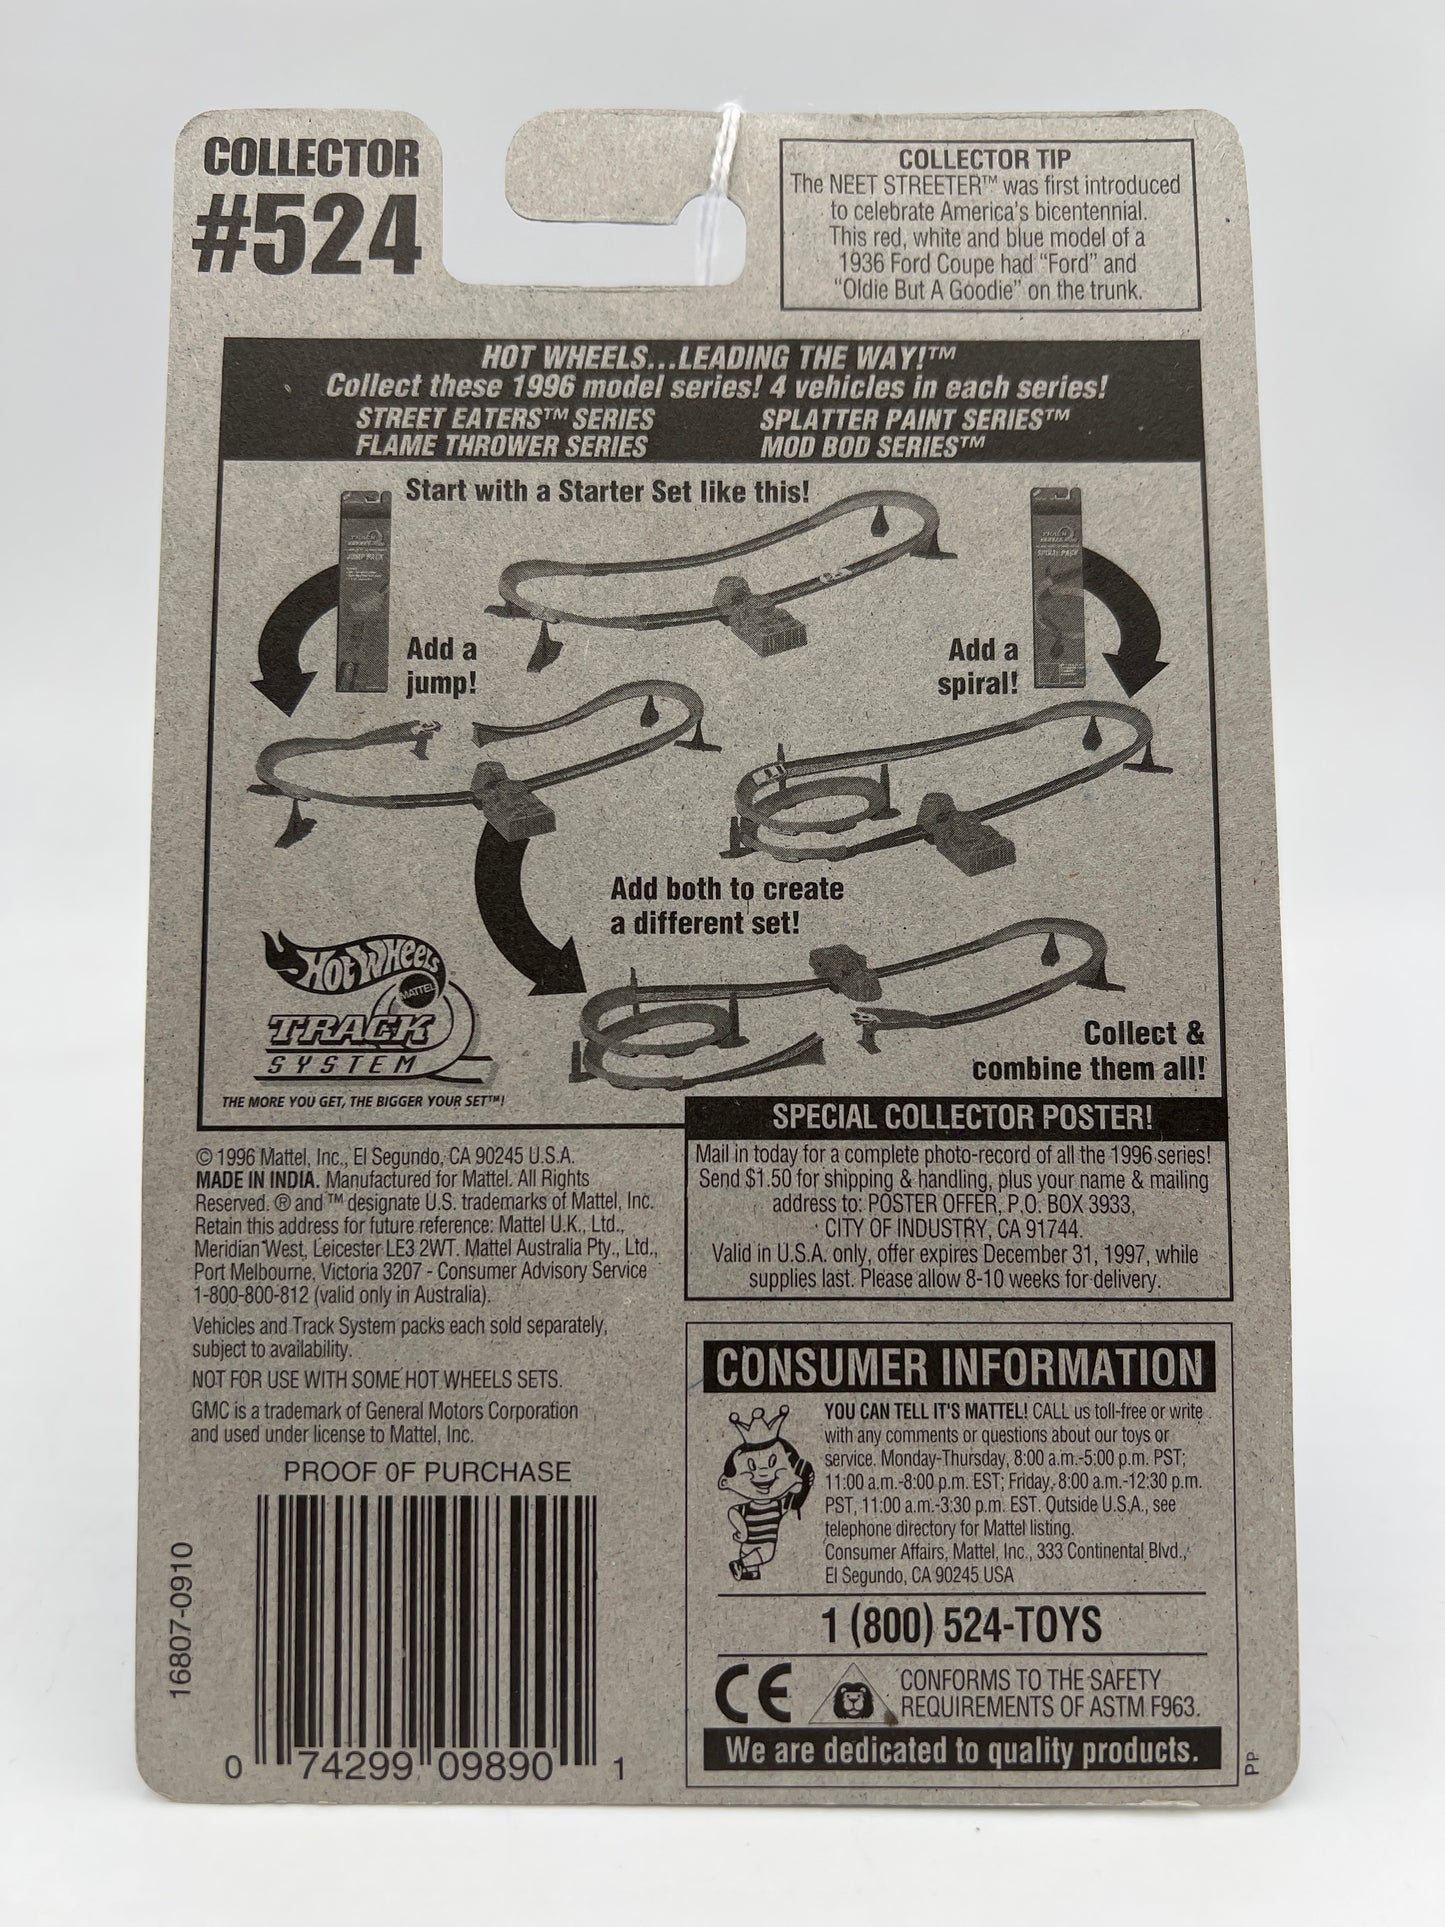 COLLECTOR
#524
COLLECTOR TIP
The NEET STREETER™ was first introduced
to celebrate America's bicentennial.
This red, white and blue model of a
1936 Ford Coupe had “Ford” and
“Oldie But A Goodie” on the trunk.
HOT WHEELS...LEADING THE WAY!™
Collect these 1996 model series! 4 vehicles in each series!
STREET EATERS™ SERIES
FLAME THROWER SERIES
SPLATTER PAINT SERIES™
MOD BOD SERIES™
Start with a Starter Set like this!
JUMP PACK
SPIRAL PACK
Add a
jump!
Add a
spiral!
Add both to create
a different set!
HOT WHEELS
MATTEL
TRACK
SYSTEM
THE MORE YOU GET, THE BIGGER YOUR SET™!
Collect &
combine them all!
SPECIAL COLLECTOR POSTER!
Mail in today for a complete photo-record of all the 1996 series!
Send $1.50 for shipping & handling, plus your name & mailing
address to: POSTER OFFER, P.O. BOX 3933,
CITY OF INDUSTRY, CA 91744.
Valid in U.S.A. only, offer expires December 31, 1997, while
supplies last. Please allow 8-10 weeks for delivery.
© 1996 Mattel, Inc., El Segundo, CA 90245 U.S.A.
MADE IN INDIA. Manufactured for Mattel. All Rights
Reserved. ® and ™ designate U.S. trademarks of Mattel, Inc.
Retain this address for future reference: Mattel U.K., Ltd.,
Meridian West, Leicester LE3 2WT. Mattel Australia Pty., Ltd.,
Port Melbourne, Victoria 3207 - Consumer Advisory Service
1-800-800-812 (valid only in Australia).
Vehicles and Track System packs each sold separately,
subject to availability.
NOT FOR USE WITH SOME HOT WHEELS SETS.
GMC is a trademark of General Motors Corporation
and used under license to Mattel, Inc.
PROOF OF PURCHASE
16807-0910
0 74299 09890 1
CONSUMER INFORMATION
YOU CAN TELL IT'S MATTEL! CALL us toll-free or write
with any comments or questions about our toys or
service. Monday-Thursday, 8:00 a.m.-5:00 p.m. PST;
11:00 a.m.-8:00 p.m. EST; Friday, 8:00 a.m.-12:30 p.m.
PST, 11:00 a.m.-3:30 p.m. EST. Outside U.S.A., see
telephone directory for Mattel listing.
Consumer Affairs, Mattel, Inc., 333 Continental Blvd.,
El Segundo, CA 90245 USA
1 (800) 524-TOYS
CE
CONFORMS TO THE SAFETY
REQUIREMENTS OF ASTM F963.
We are dedicated to quality products.
PP